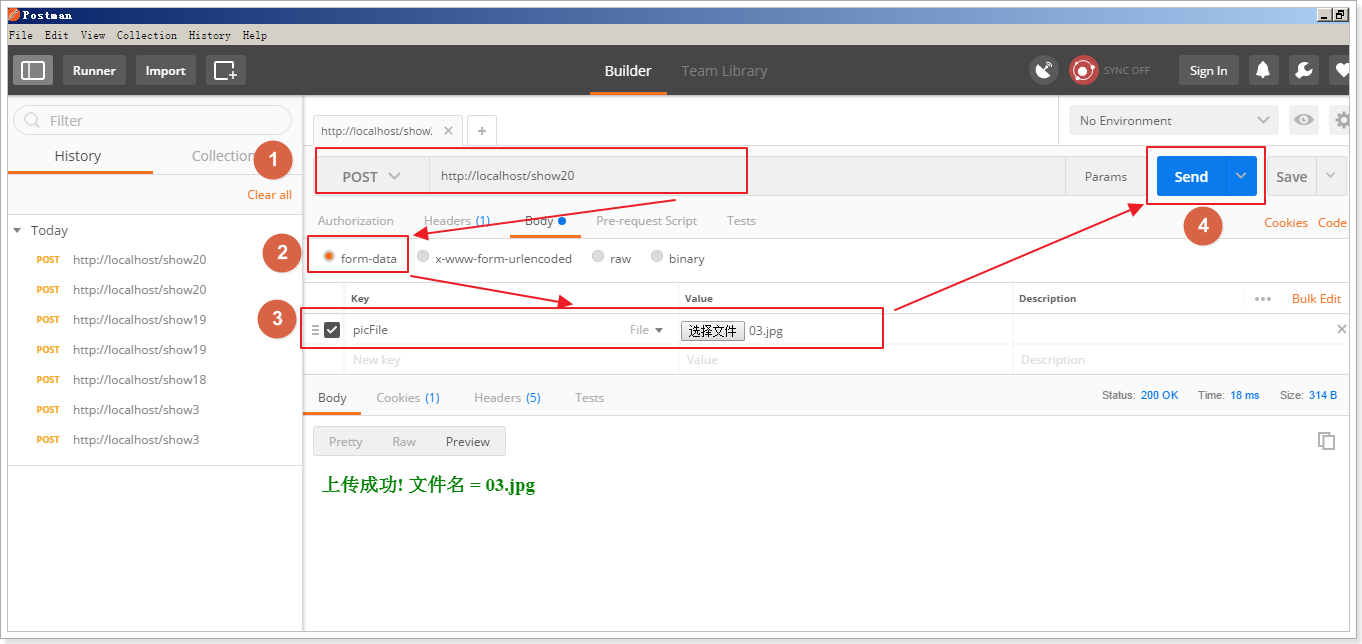 Postman
File Edit View Collection History Help
Runner Import Builder Team Library SYNC OFF Sign In
Filter
History Collection
1
Clear all
Today
POST http://localhost/show20
POST http://localhost/show20
POST http://localhost/show19
POST http://localhost/show19
POST http://localhost/show18
POST http://localhost/show3
POST http://localhost/show3
http://localhost/show. × +
No Environment
POST http://localhost/show20 Params Send Save
4
Authorization Headers (1) Body Pre-request Script Tests Cookies Code
2
form-data x-www-form-urlencoded raw binary
Key Value Description ••• Bulk Edit
3
picFile File 选择文件 03.jpg ×
New key Value Description
Body Cookies (1) Headers (5) Tests Status: 200 OK Time: 18 ms Size: 314 B
Pretty Raw Preview
上传成功! 文件名 = 03.jpg